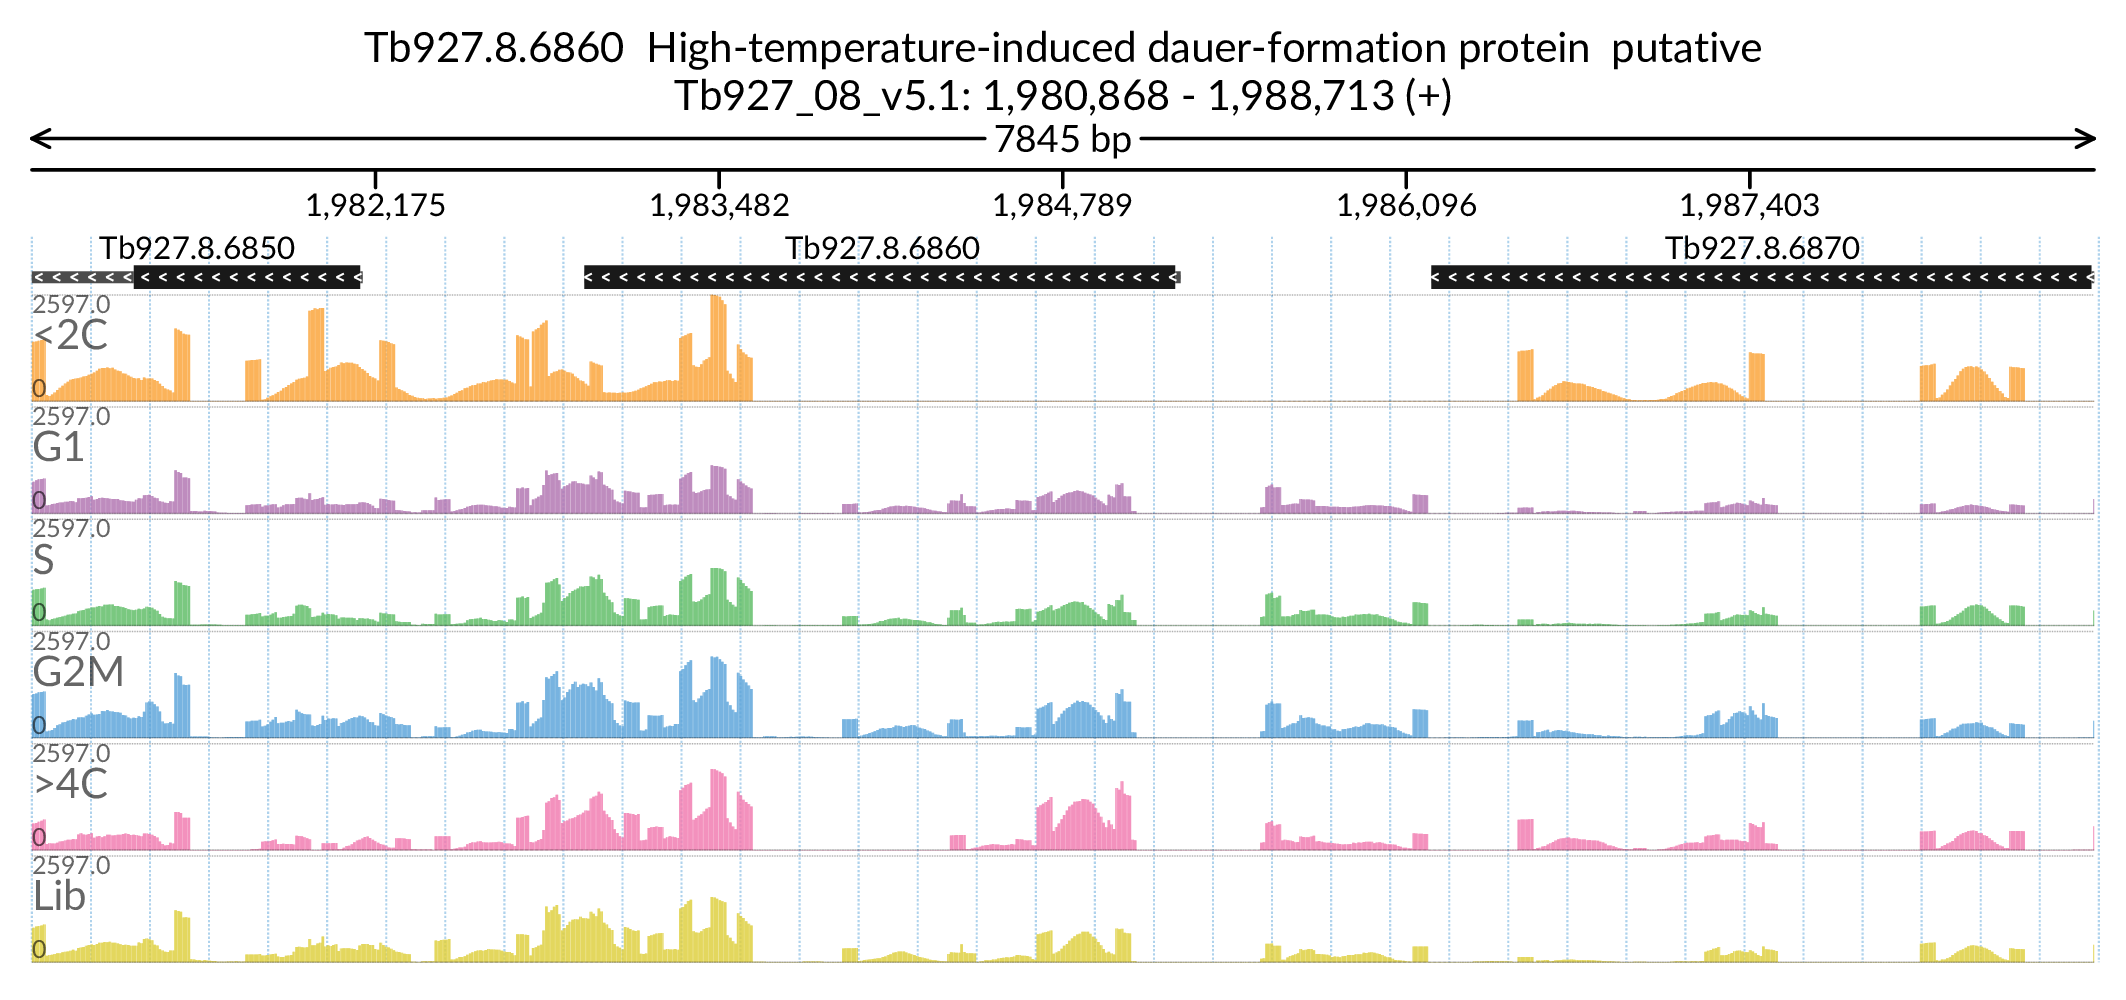 Tb927.8.6860  High-temperature-induced dauer-formation protein  putative
Tb927_08_v5.1: 1,980,868 - 1,988,713 (+)
7845 bp
1,982,175 1,983,482 1,984,789 1,986,096 1,987,403
Tb927.8.6850 Tb927.8.6860 Tb927.8.6870
2597.0
<2C
0
2597.0
G1
0
2597.0
S
0
2597.0
G2M
0
2597.0
>4C
0
2597.0
Lib
0